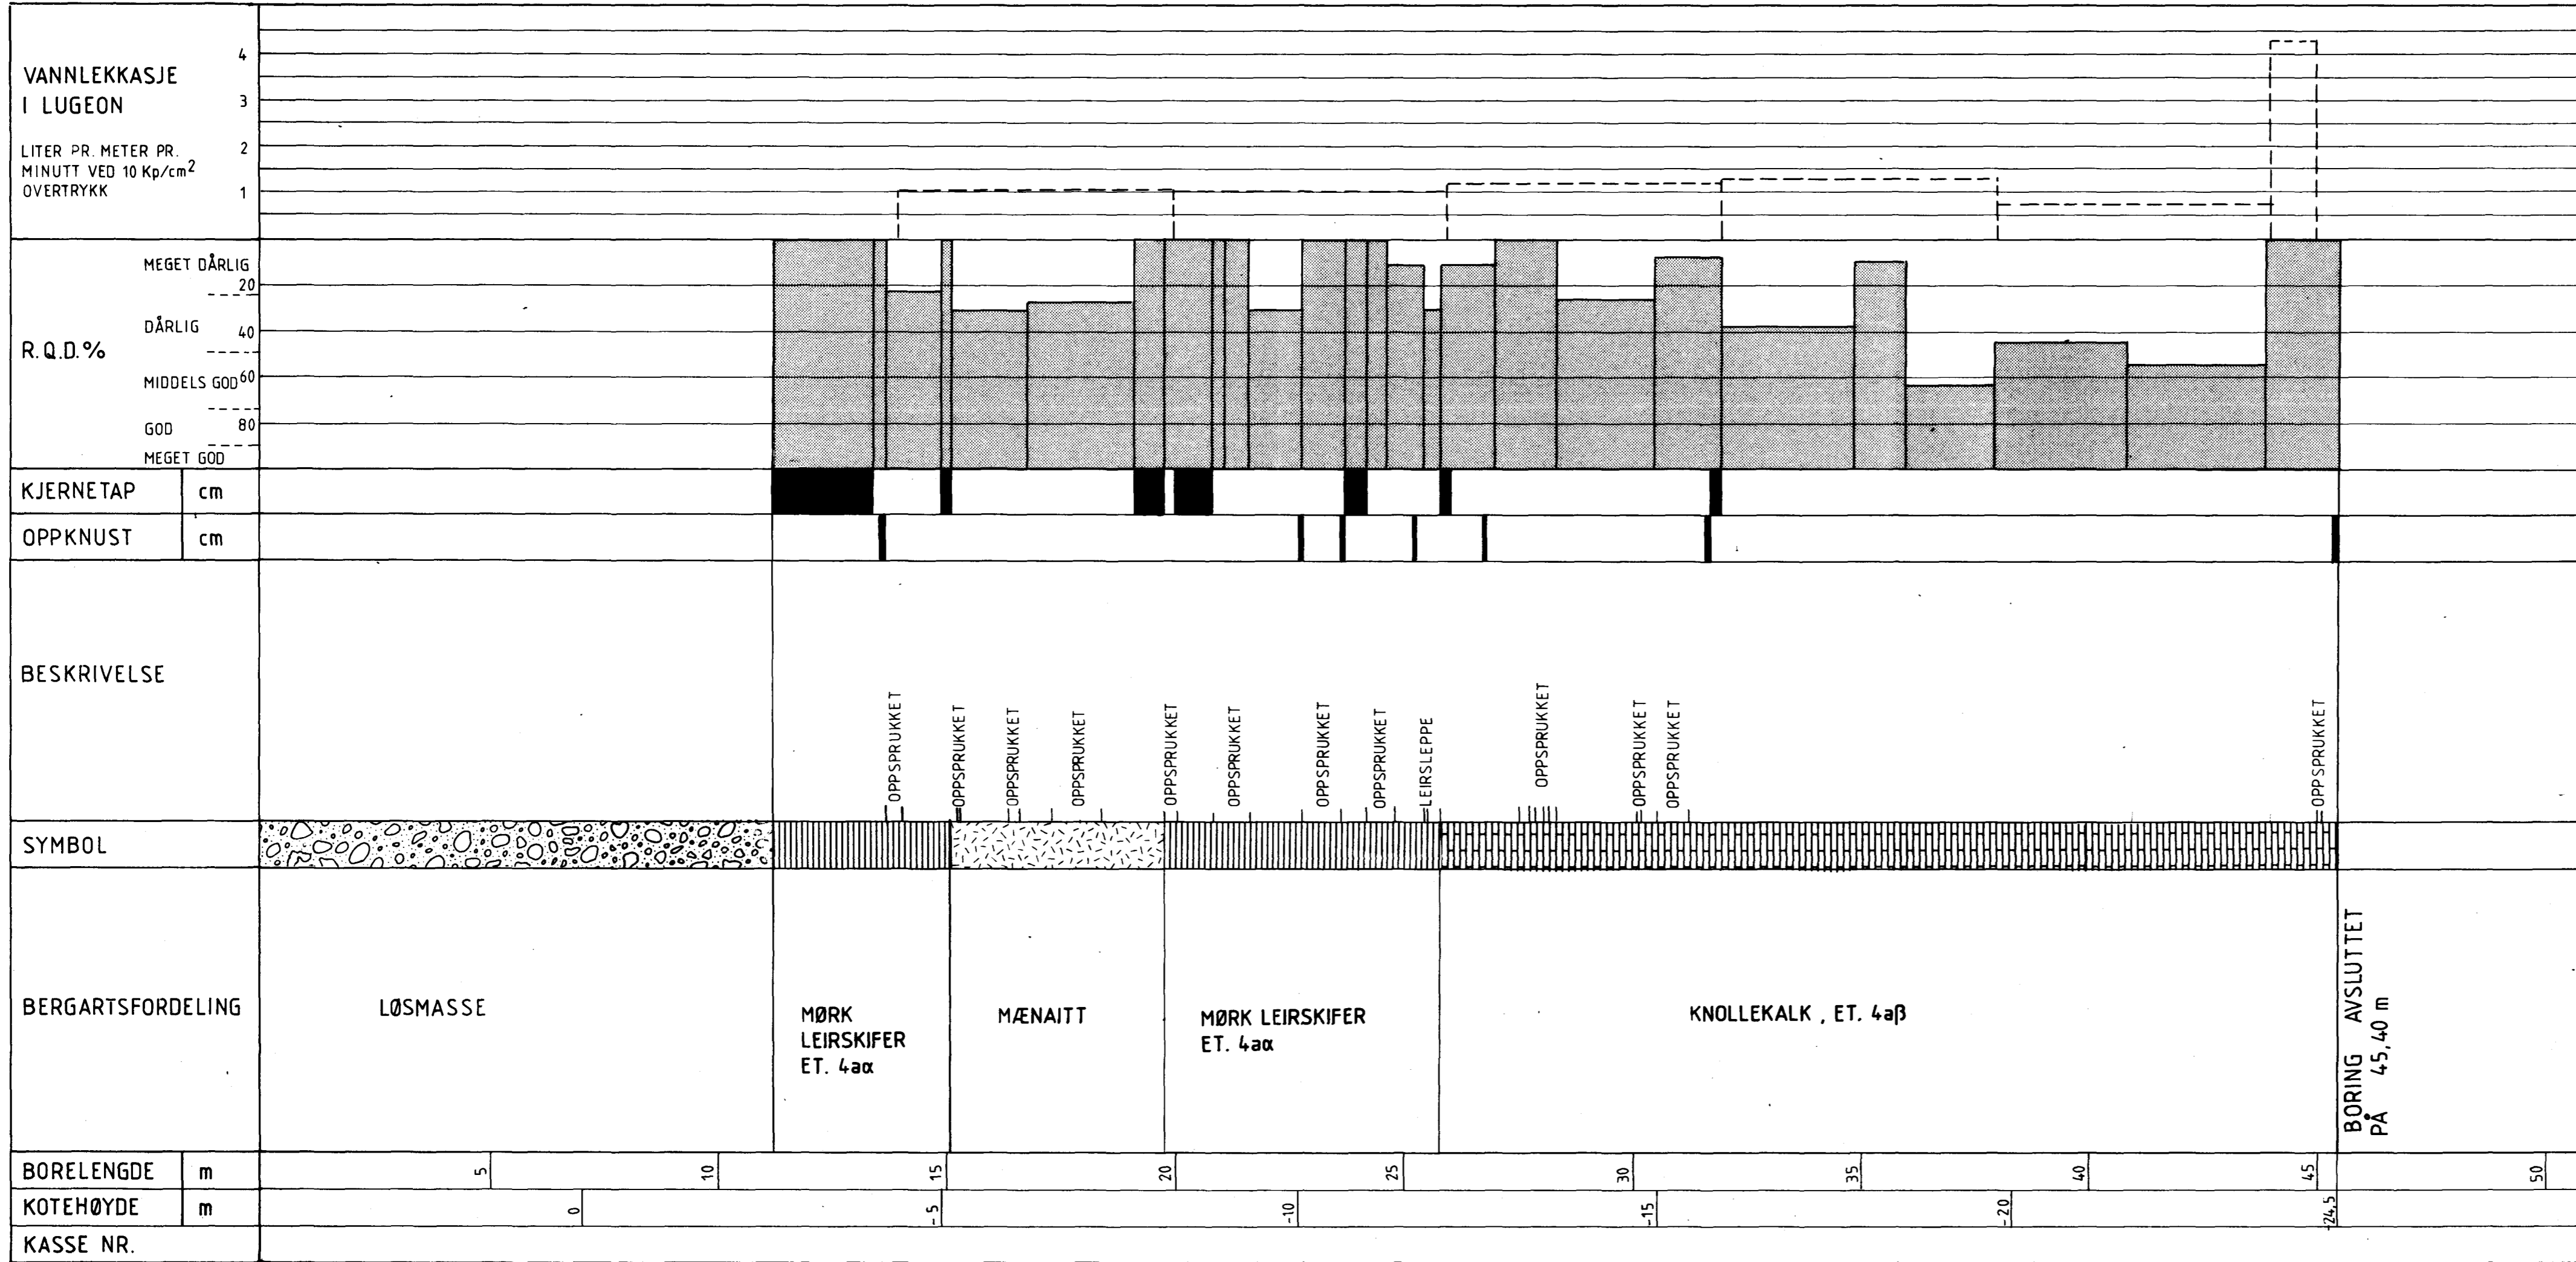 VANNLEKKASJE
I LUGEON
LITER PR. METER PR.
MINUTT VED 10 Kp/cm²
OVERTRYKK
4
3
2
1
R.Q.D.%
MEGET DÅRLIG
20
DÅRLIG
40
MIDDELS GOD
60
GOD
80
MEGET GOD
KJERNETAP cm
OPPKNUST cm
BESKRIVELSE
OPPSPRUKKET
OPPSPRUKKET
OPPSPRUKKET
OPPSPRUKKET
OPPSPRUKKET
OPPSPRUKKET
OPPSPRUKKET
OPPSPRUKKET
LEIRSLEPPE
OPPSPRUKKET
OPPSPRUKKET
OPPSPRUKKET
OPPSPRUKKET
SYMBOL
BERGARTSFORDELING
LØSMASSE
MØRK
LEIRSKIFER
ET. 4aα
MÆNAITT
MØRK LEIRSKIFER
ET. 4aα
KNOLLEKALK , ET. 4aβ
BORING AVSLUTTET
PÅ 45,40 m
BORELENGDE m 5 10 15 20 25 30 35 40 45 50
KOTEHØYDE m 0 -5 -10 -15 -20 -24,5
KASSE NR.